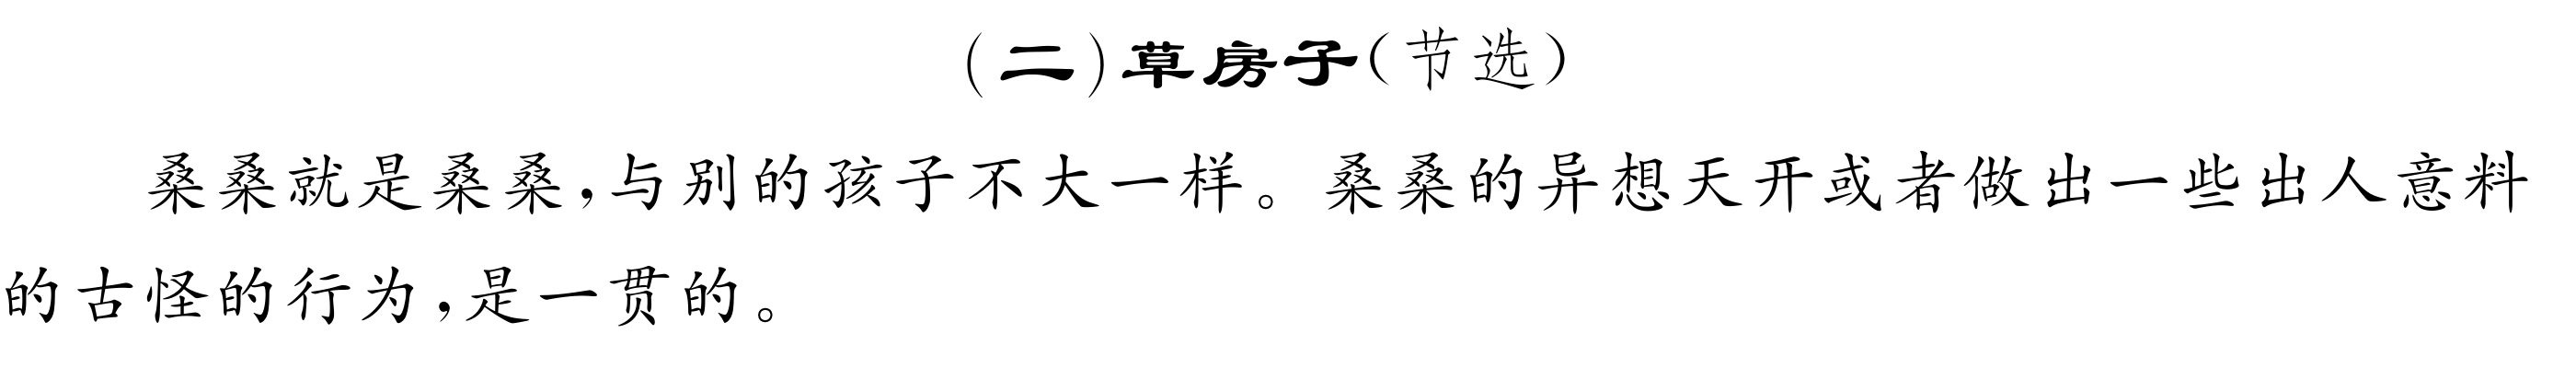 (二)草房子(节选)
桑桑就是桑桑,与别的孩子不大一样。桑桑的异想天开或者做出一些出人意料
的古怪的行为,是一贯的。